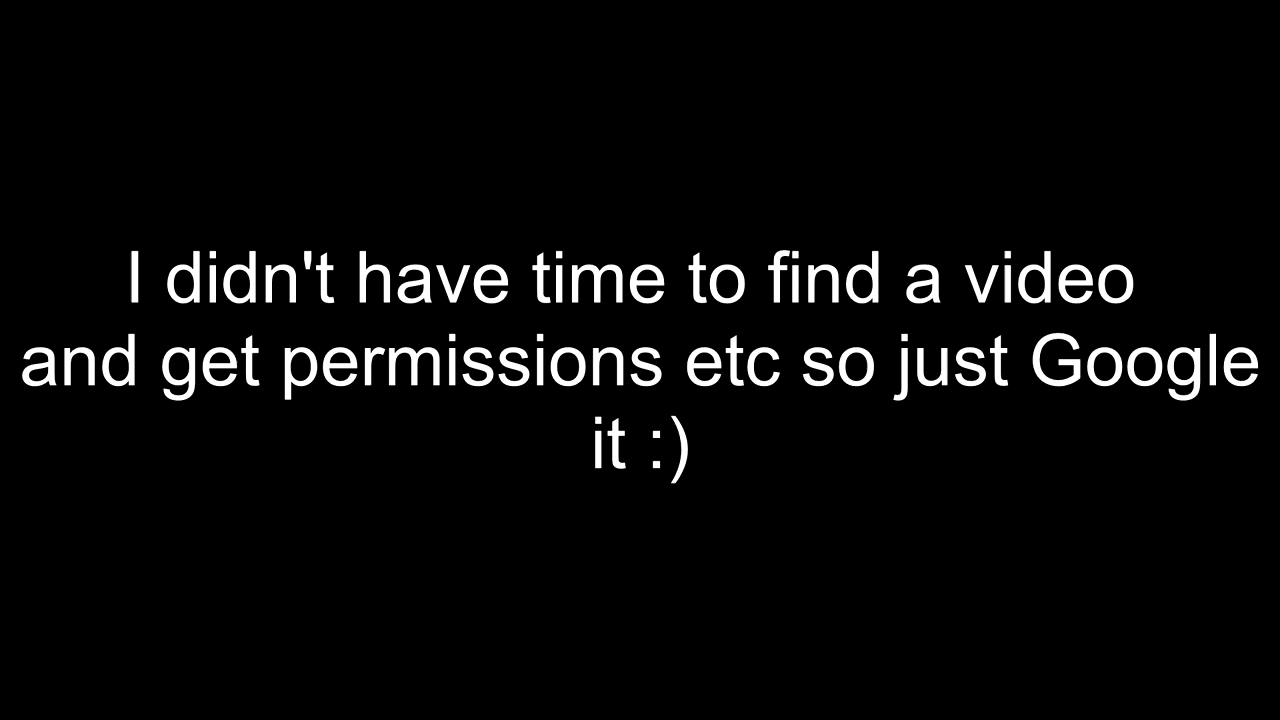 I didn't have time to find a video
and get permissions etc so just Google
it :)